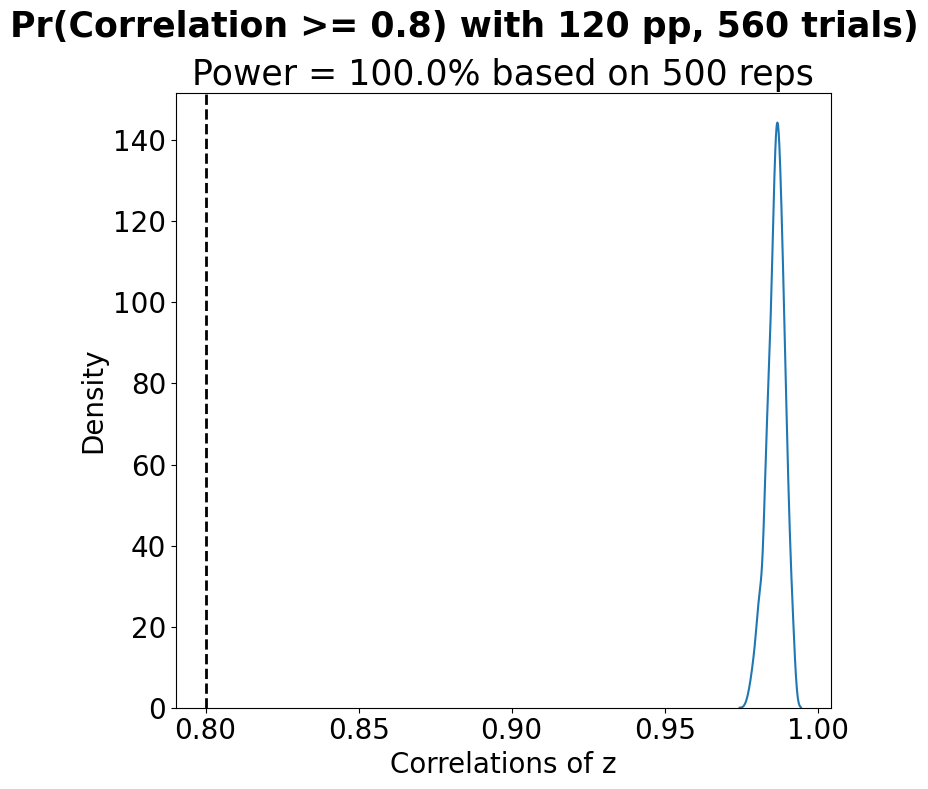 Pr(Correlation >= 0.8) with 120 pp, 560 trials)
Power = 100.0% based on 500 reps
140
120
100
80
60
40
20
0
Density
0.80 0.85 0.90 0.95 1.00
Correlations of z